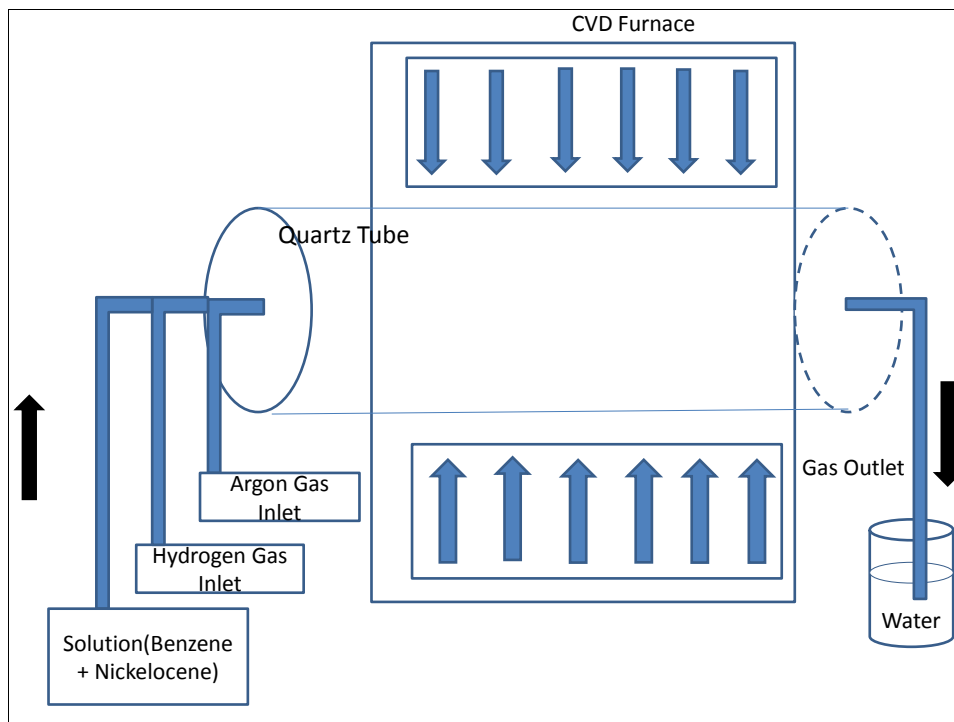 CVD Furnace
Quartz Tube
Argon Gas
Inlet
Hydrogen Gas
Inlet
Solution(Benzene
+ Nickelocene)
Gas Outlet
Water